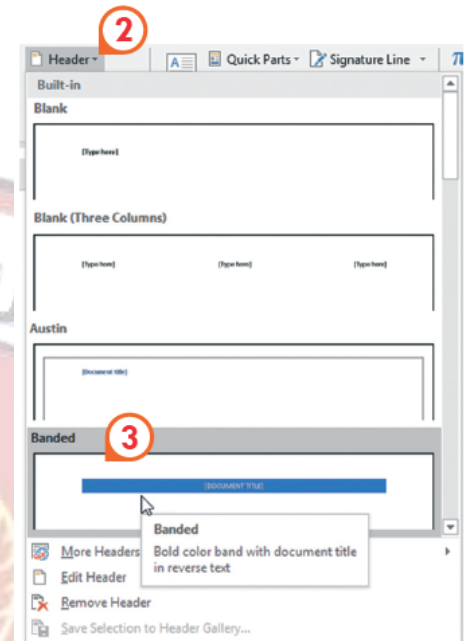 2
Header
A Quick Parts Signature Line π
Built-in
Blank
[Type here]
Blank (Three Columns)
[Type here] [Type here] [Type here]
Austin
[Document title]
Banded
3
[DOCUMENT TITLE]
Banded
Bold color band with document title
in reverse text
More Headers
Edit Header
Remove Header
Save Selection to Header Gallery...